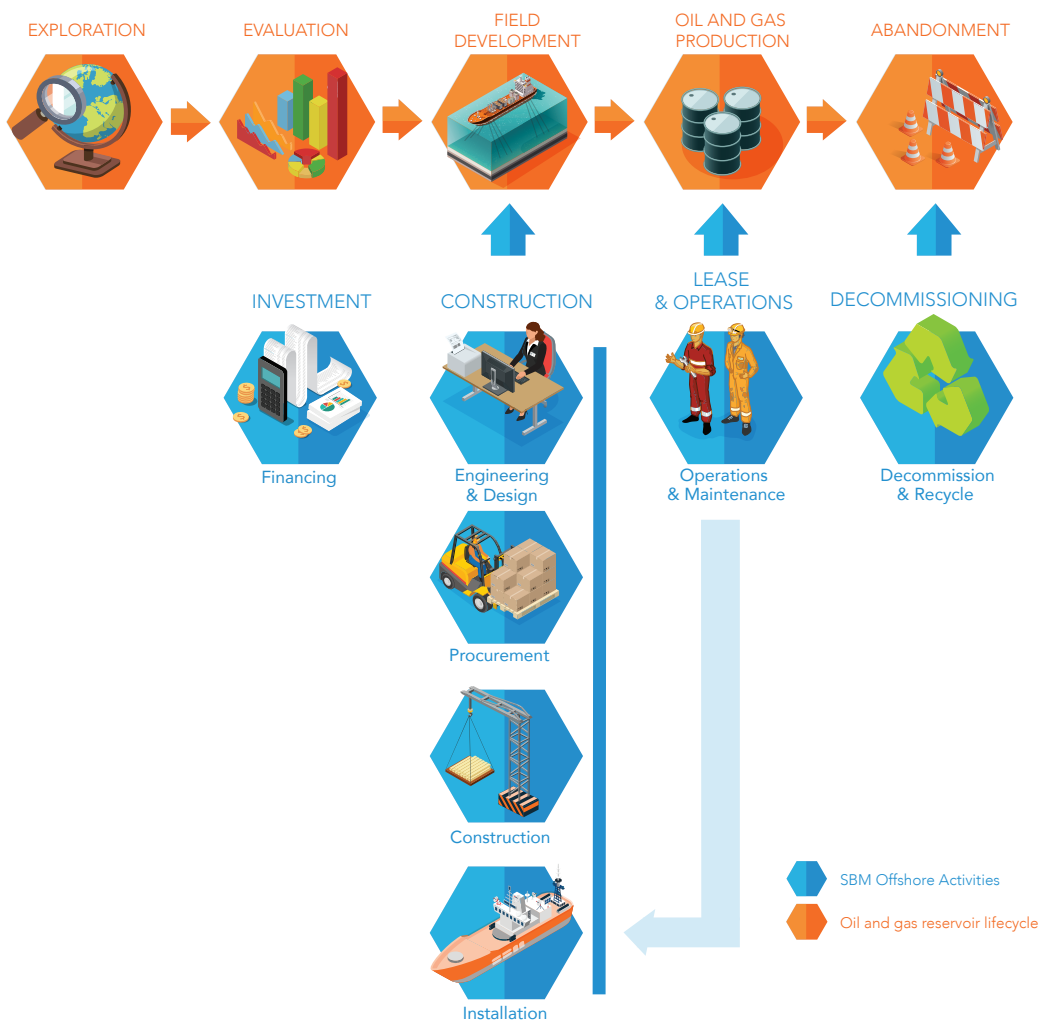 EXPLORATION
EVALUATION
FIELD
DEVELOPMENT
OIL AND GAS
PRODUCTION
ABANDONMENT
INVESTMENT
CONSTRUCTION
LEASE
& OPERATIONS
DECOMMISSIONING
Financing
Engineering
& Design
Operations
& Maintenance
Decommission
& Recycle
Procurement
Construction
Installation
SBM Offshore Activities
Oil and gas reservoir lifecycle